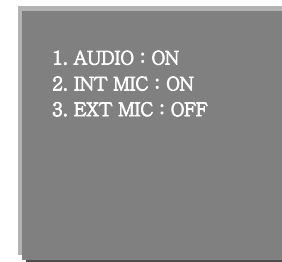 1. AUDIO : ON
2. INT MIC : ON
3. EXT MIC : OFF